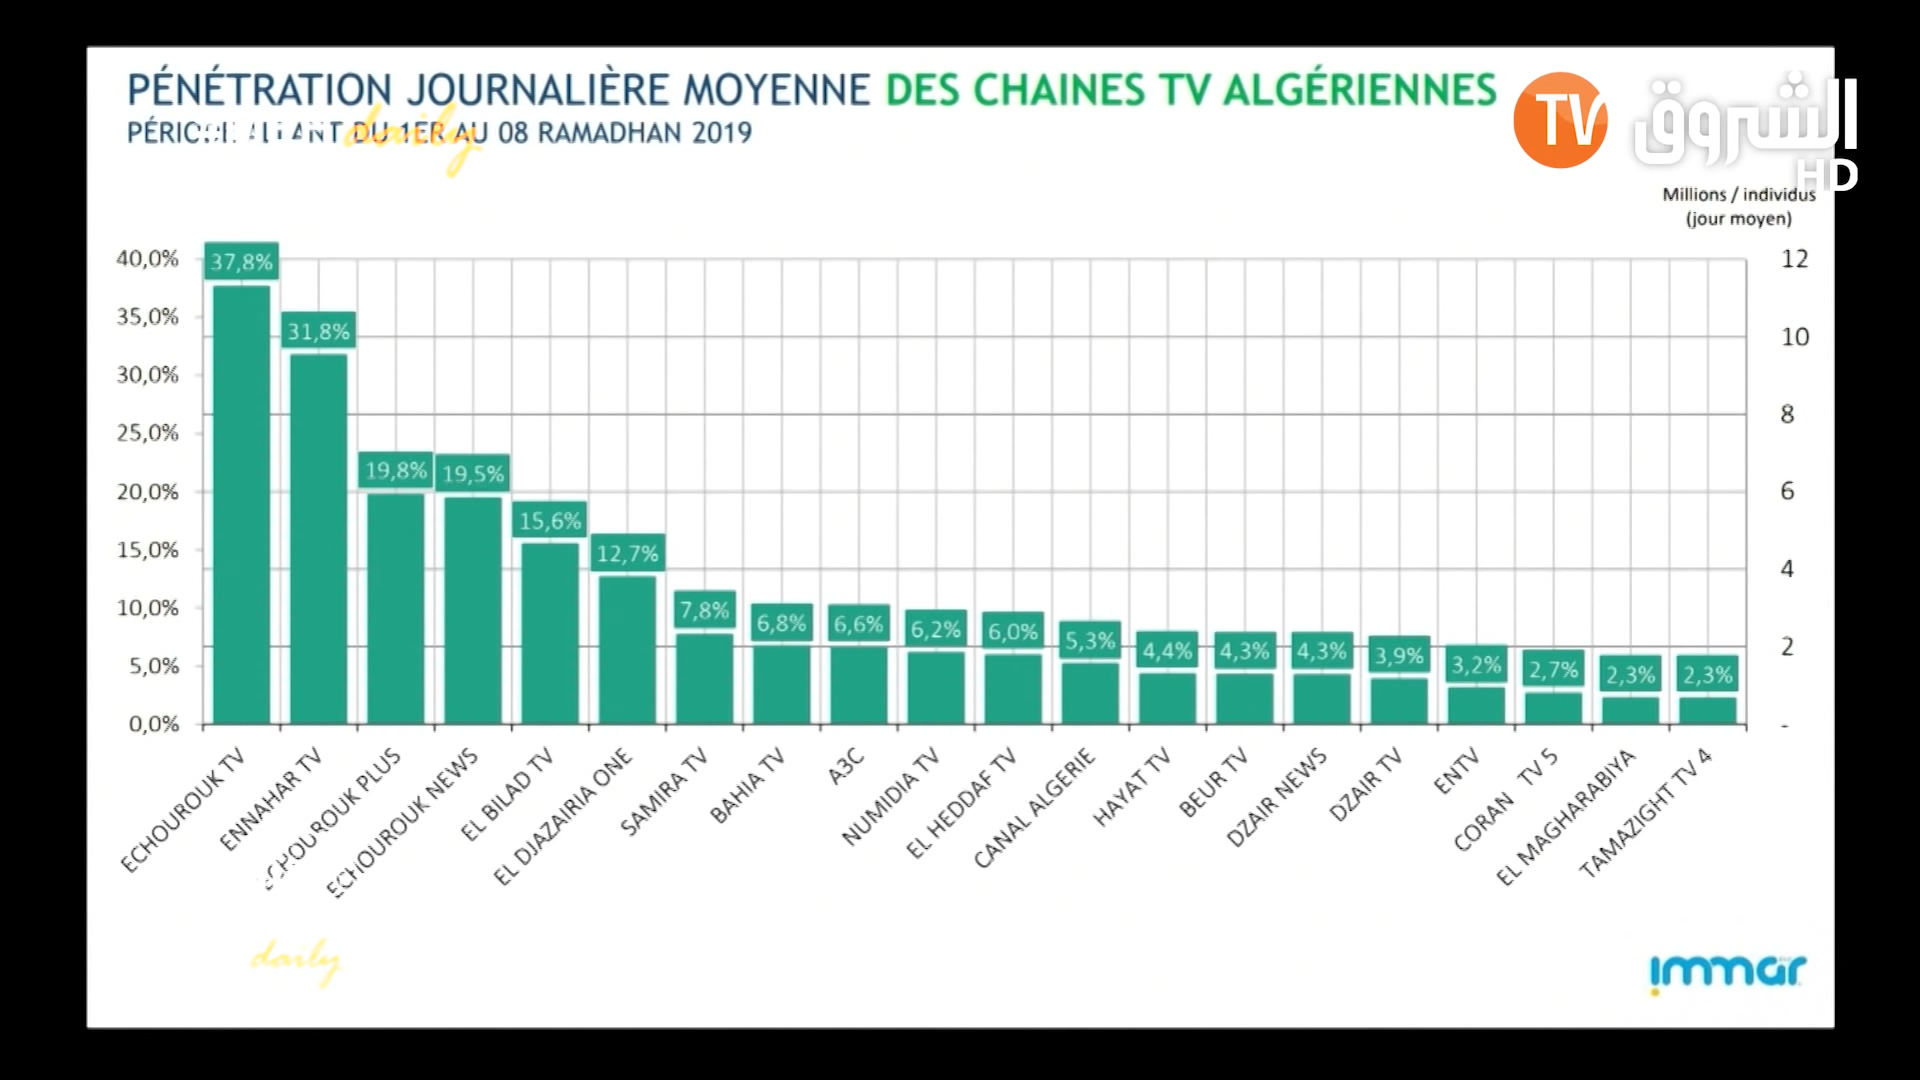 PÉNÉTRATION JOURNALIÈRE MOYENNE DES CHAINES TV ALGÉRIENNES
DU 1ER AU 08 RAMADHAN 2019
daily
TV الشروق
HD
Millions / individus
(jour moyen)
40,0%
35,0%
30,0%
25,0%
20,0%
15,0%
10,0%
5,0%
0,0%
37,8%
31,8%
19,8%
19,5%
15,6%
12,7%
7,8%
6,8%
6,6%
6,2%
6,0%
5,3%
4,4%
4,3%
4,3%
3,9%
3,2%
2,7%
2,3%
2,3%
12
10
8
6
4
2
-
ECHOUROUK TV
ENNAHAR TV
ECHOUROUK PLUS
ECHOUROUK NEWS
EL BILAD TV
EL DJAZAIRIA ONE
SAMIRA TV
BAHIA TV
A3C
NUMIDIA TV
EL HEDDAF TV
CANAL ALGERIE
HAYAT TV
BEUR TV
DZAIR NEWS
DZAIR TV
ENTV
CORAN TV 5
EL MAGHARABIYA
TAMAZIGHT TV 4
daily
immar